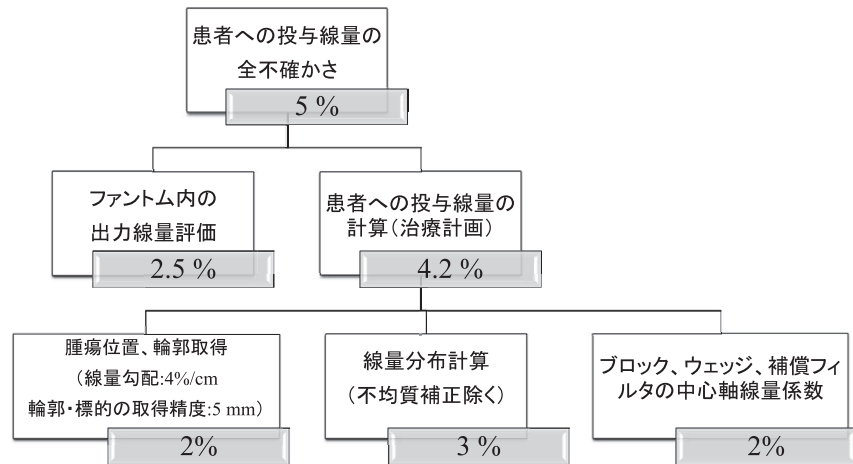 患者への投与線量の
全不確かさ
5 %
ファントム内の
出力線量評価
2.5 %
患者への投与線量の
計算(治療計画)
4.2 %
腫瘍位置、輪郭取得
(線量勾配:4%/cm
輪郭・標的の取得精度:5 mm)
2%
線量分布計算
(不均質補正除く)
3 %
ブロック、ウェッジ、補償フィ
ルタの中心軸線量係数
2%